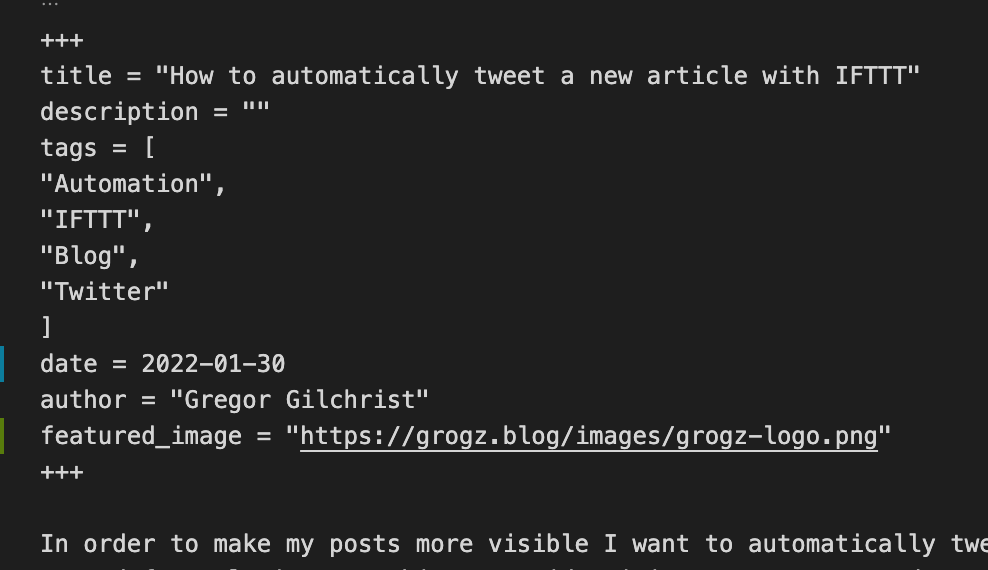 ...
+++
title = "How to automatically tweet a new article with IFTTT"
description = ""
tags = [
"Automation",
"IFTTT",
"Blog",
"Twitter"
]
date = 2022-01-30
author = "Gregor Gilchrist"
featured_image = "https://grogz.blog/images/grogz-logo.png"
+++
In order to make my posts more visible I want to automatically twe